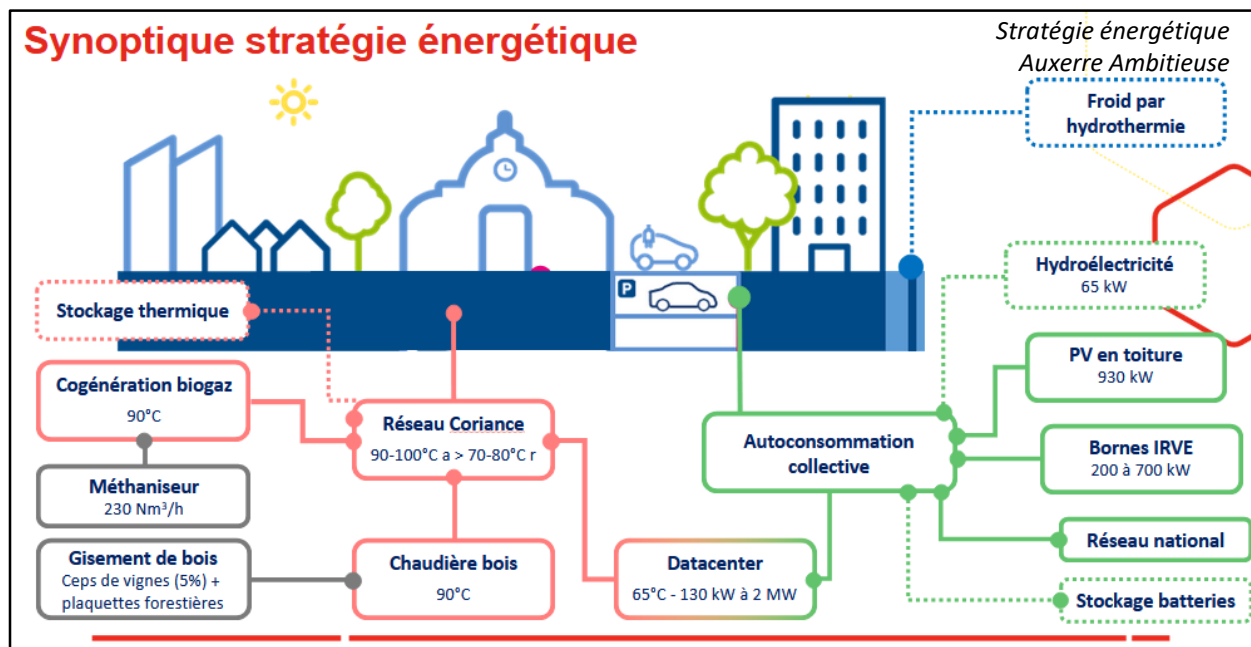 Synoptique stratégie énergétique
Stratégie énergétique
Auxerre Ambitieuse
Froid par
hydrothermie
Hydroélectricité
65 kW
P
Stockage thermique
PV en toiture
930 kW
Cogénération biogaz
90°C
Réseau Coriance
90-100°C a > 70-80°C r
Autoconsommation
collective
Bornes IRVE
200 à 700 kW
Méthaniseur
230 Nm³/h
Réseau national
Gisement de bois
Ceps de vignes (5%) +
plaquettes forestières
Chaudière bois
90°C
Datacenter
65°C - 130 kW à 2 MW
Stockage batteries